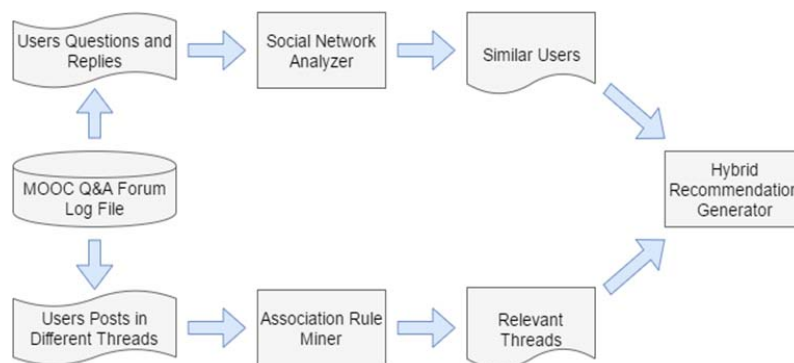 Users Questions and
Replies
Social Network
Analyzer
Similar Users
MOOC Q&A Forum
Log File
Hybrid
Recommendation
Generator
Users Posts in
Different Threads
Association Rule
Miner
Relevant
Threads